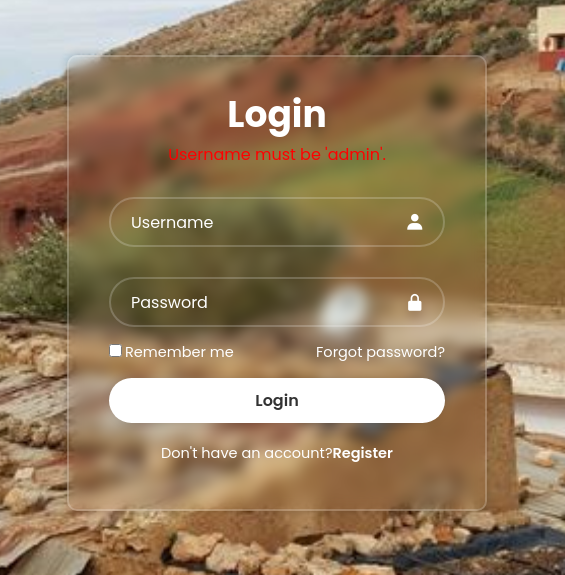 Login
Username must be 'admin'.
Username
Password
Remember me Forgot password?
Login
Don't have an account?Register